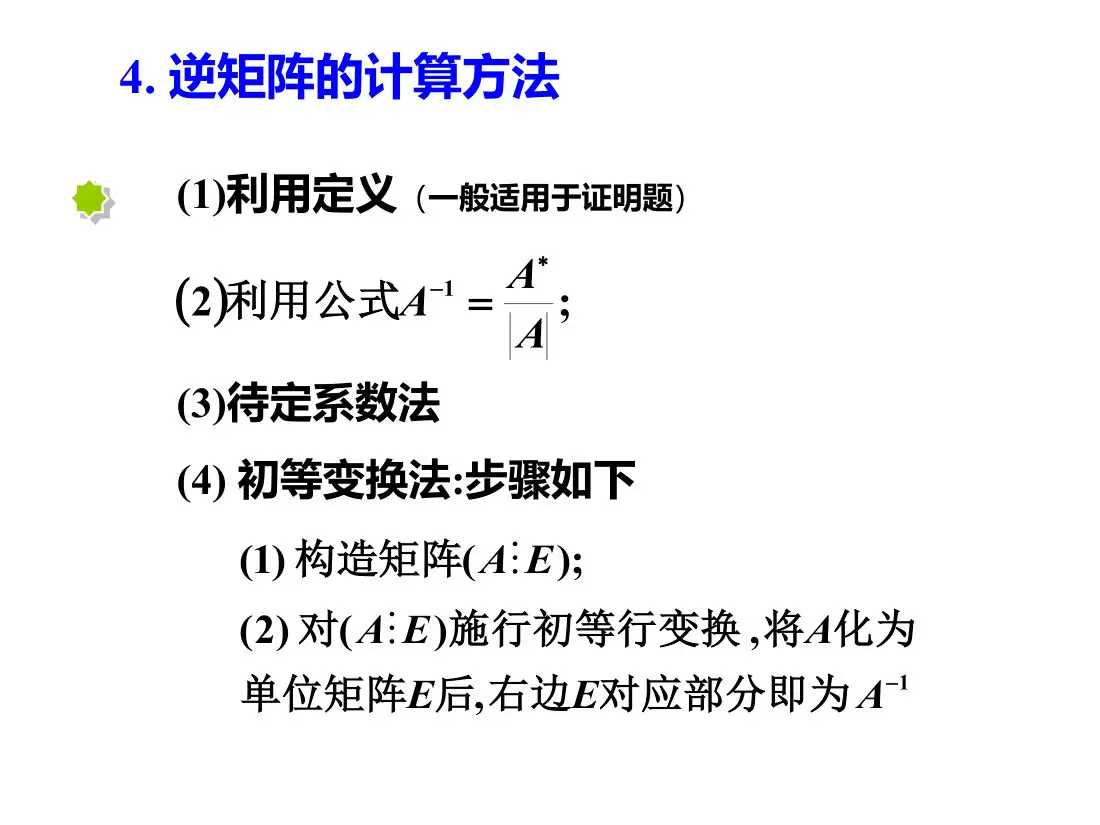 4. 逆矩阵的计算方法
(1)利用定义（一般适用于证明题）
(2)利用公式A⁻¹ = A*/|A|;
(3)待定系数法
(4) 初等变换法:步骤如下
(1) 构造矩阵(A⋮E);
(2) 对(A⋮E)施行初等行变换,将A化为
单位矩阵E后,右边E对应部分即为A⁻¹